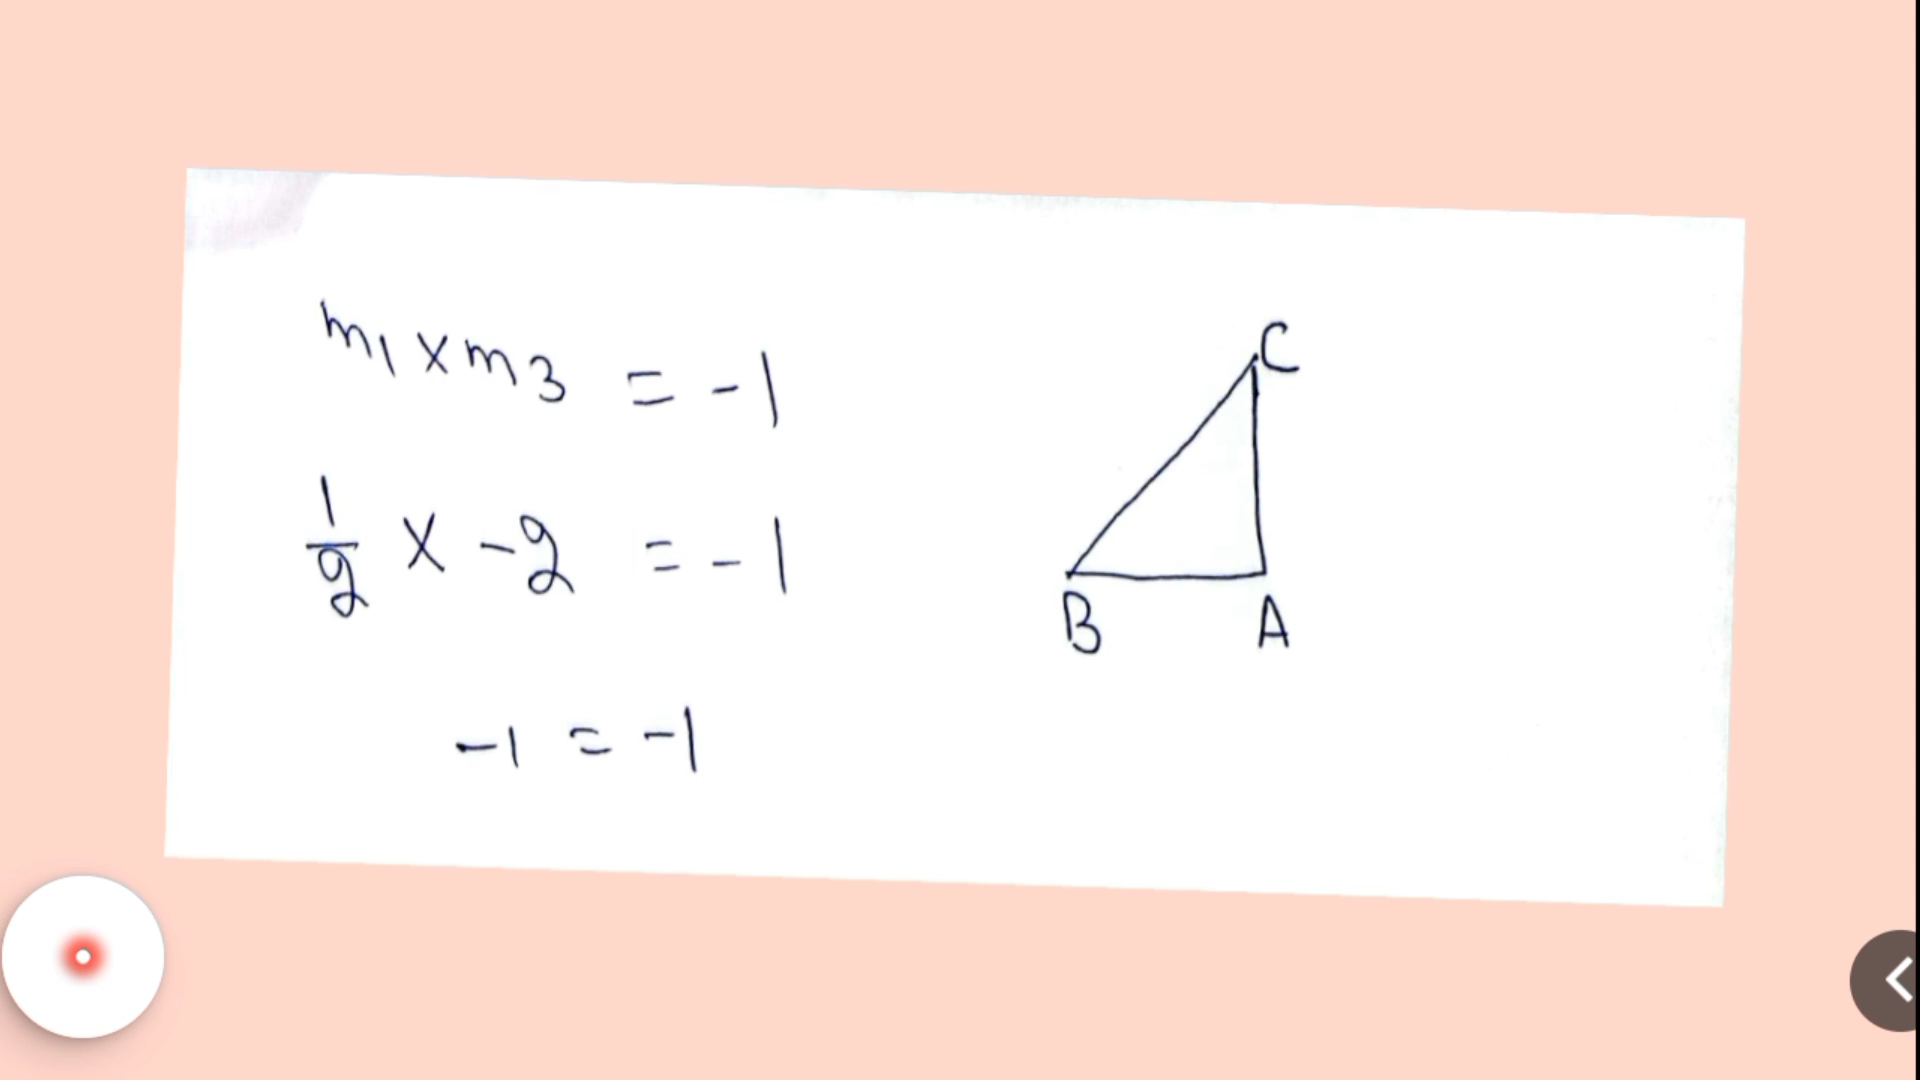 m1 × m3 = -1
1/2 × -2 = -1
-1 = -1
C
B A